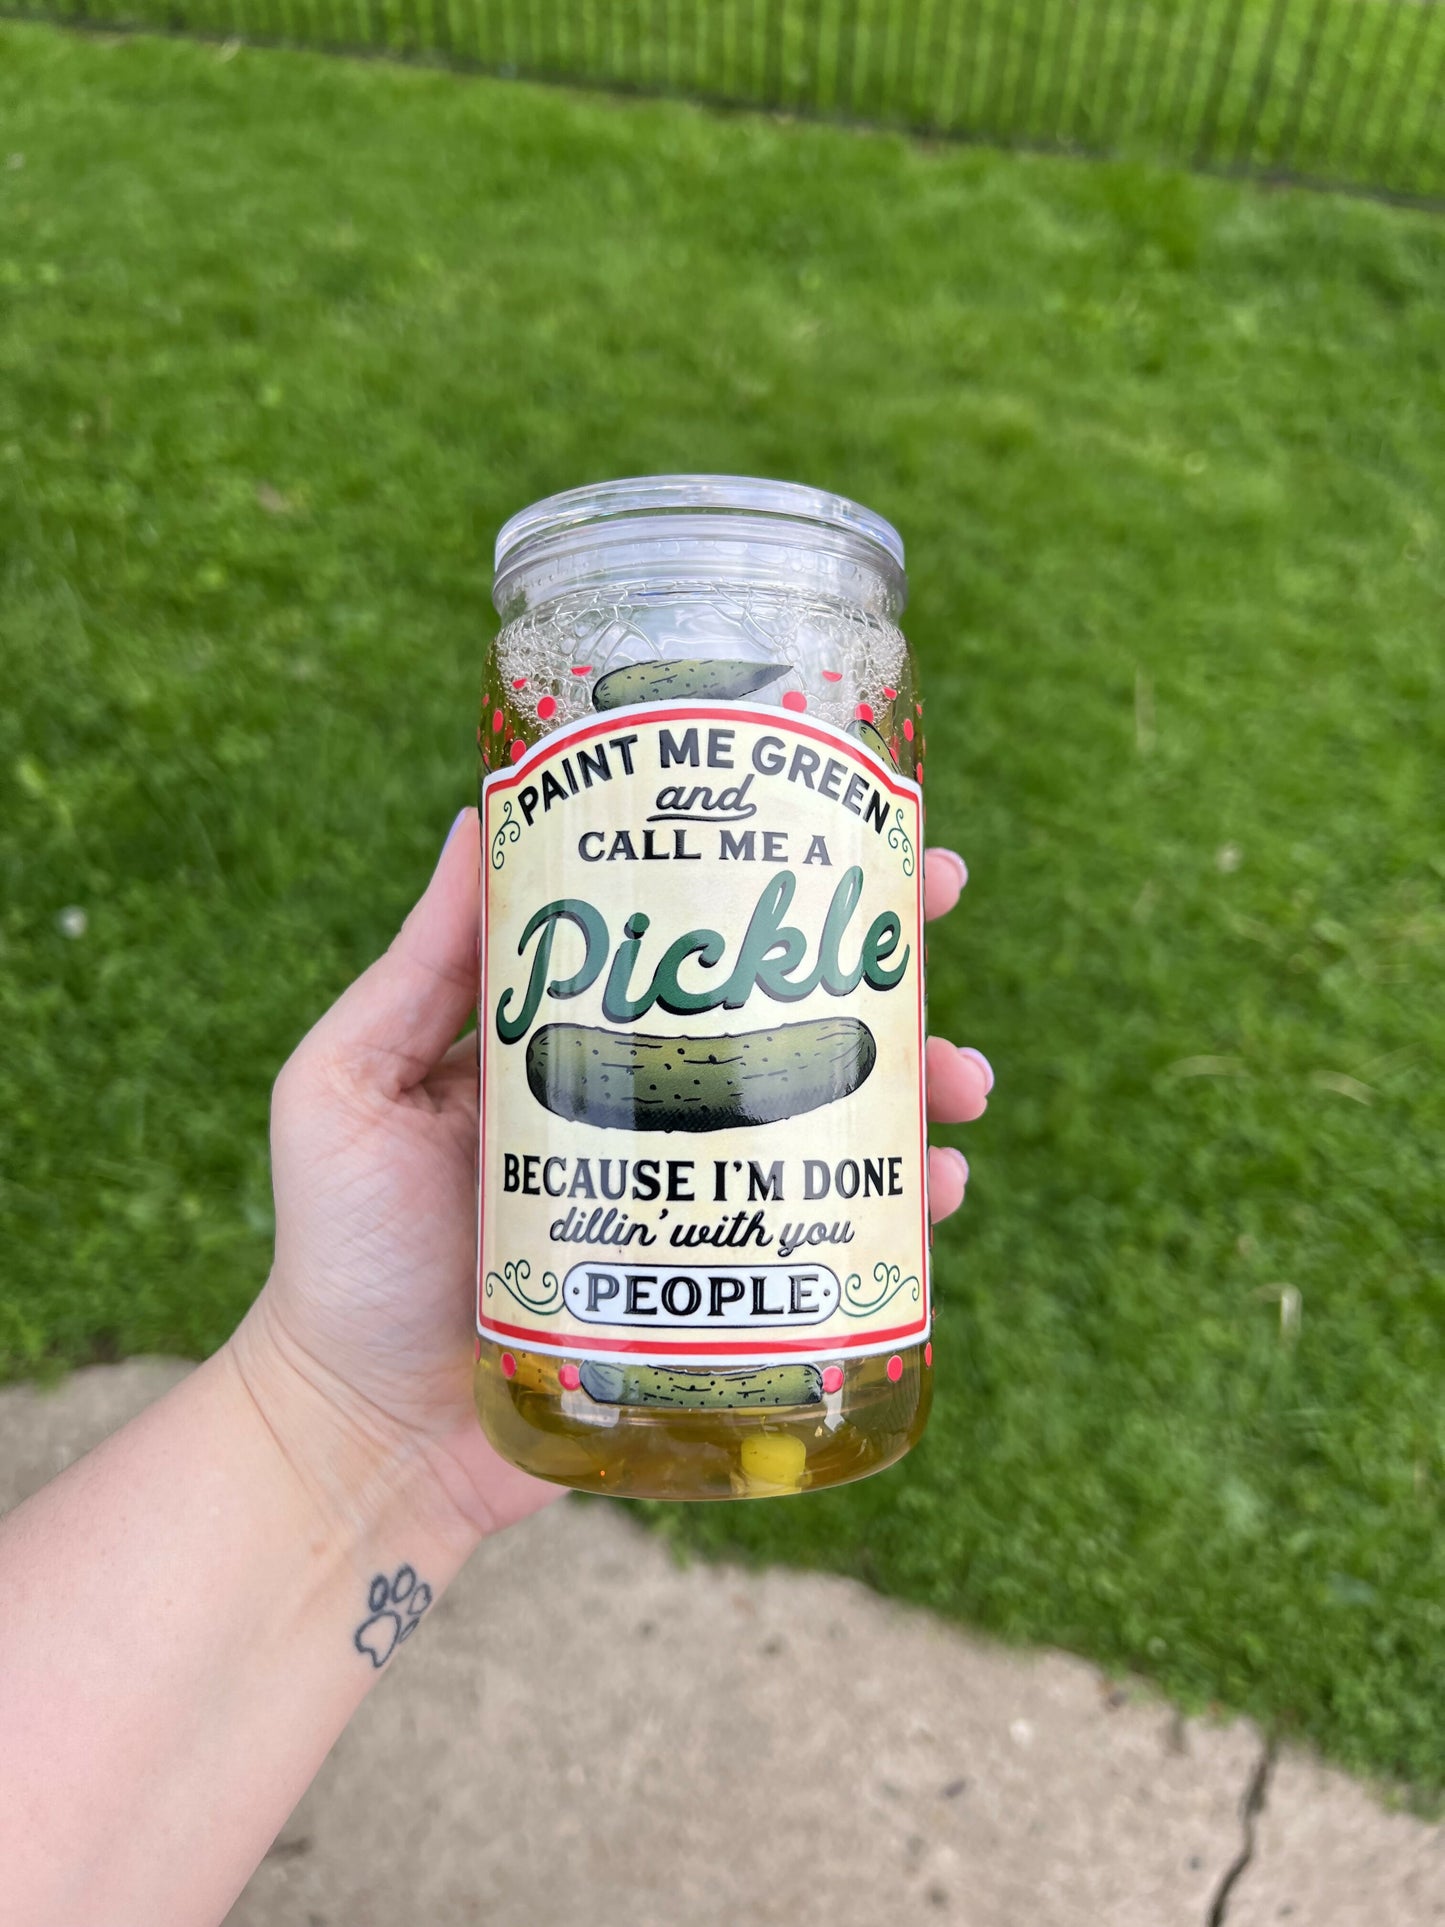 PAINT ME GREEN
and
CALL ME A
Pickle
BECAUSE I'M DONE
dillin' with you
PEOPLE